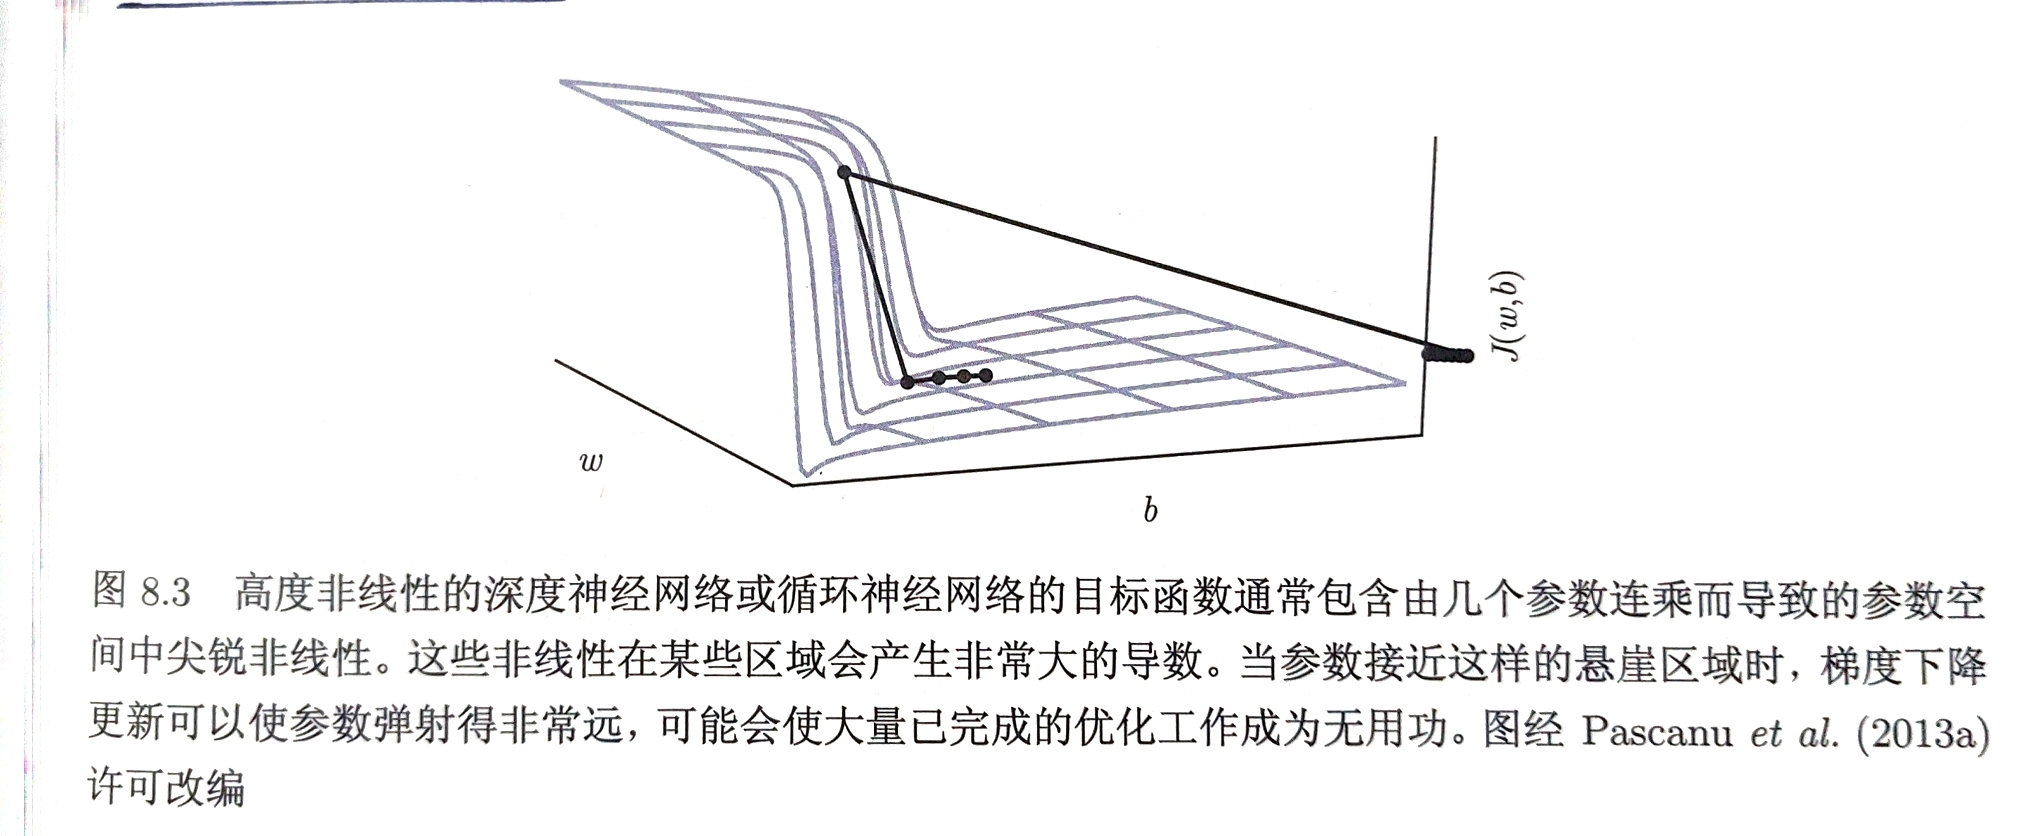 J(w,b)
w
b
图 8.3 高度非线性的深度神经网络或循环神经网络的目标函数通常包含由几个参数连乘而导致的参数空
间中尖锐非线性。这些非线性在某些区域会产生非常大的导数。当参数接近这样的悬崖区域时，梯度下降
更新可以使参数弹射得非常远，可能会使大量已完成的优化工作成为无用功。图经 Pascanu et al. (2013a)
许可改编